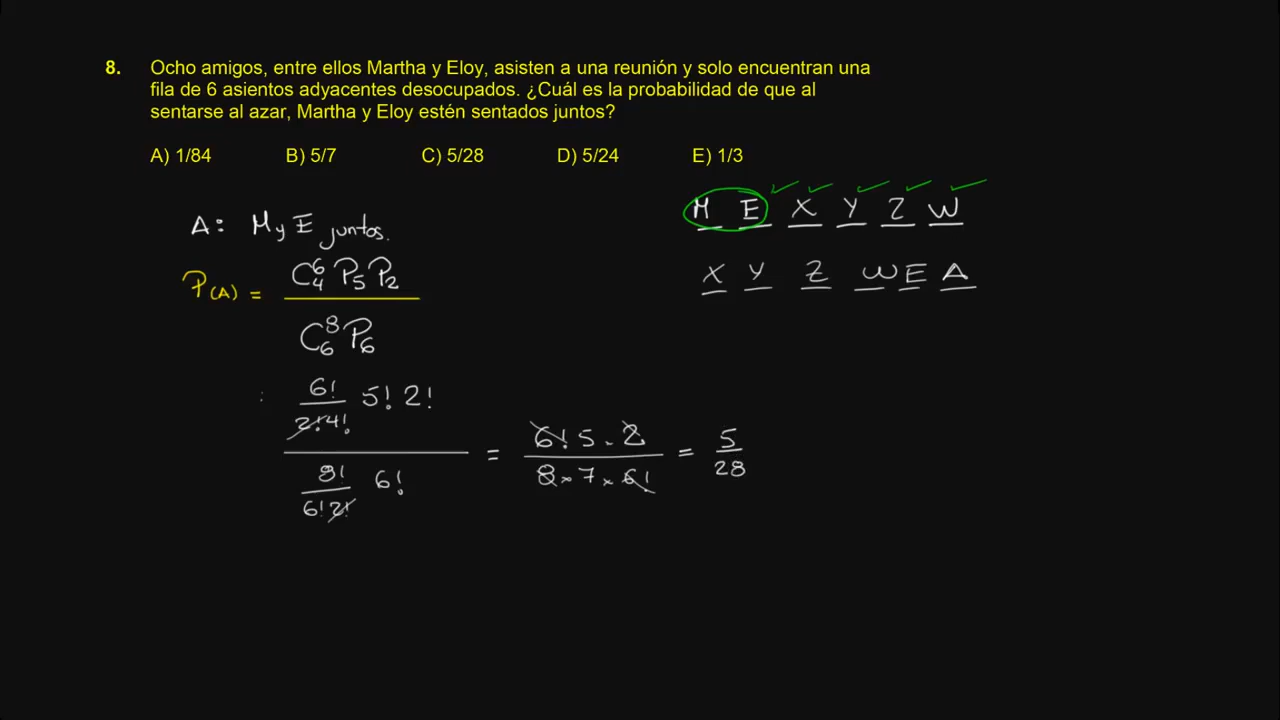 8. Ocho amigos, entre ellos Martha y Eloy, asisten a una reunión y solo encuentran una
fila de 6 asientos adyacentes desocupados. ¿Cuál es la probabilidad de que al
sentarse al azar, Martha y Eloy estén sentados juntos?
A) 1/84 B) 5/7 C) 5/28 D) 5/24 E) 1/3
M E X Y Z W
A: M y E juntos.
X Y Z W E A
P(A) = C⁶₄ P₅ P₂
C⁸₆ P₆
6! / 2!4! 5! 2!
8! / 6!2! 6!
= 6! 5 . 2 / 8 × 7 × 6! = 5 / 28